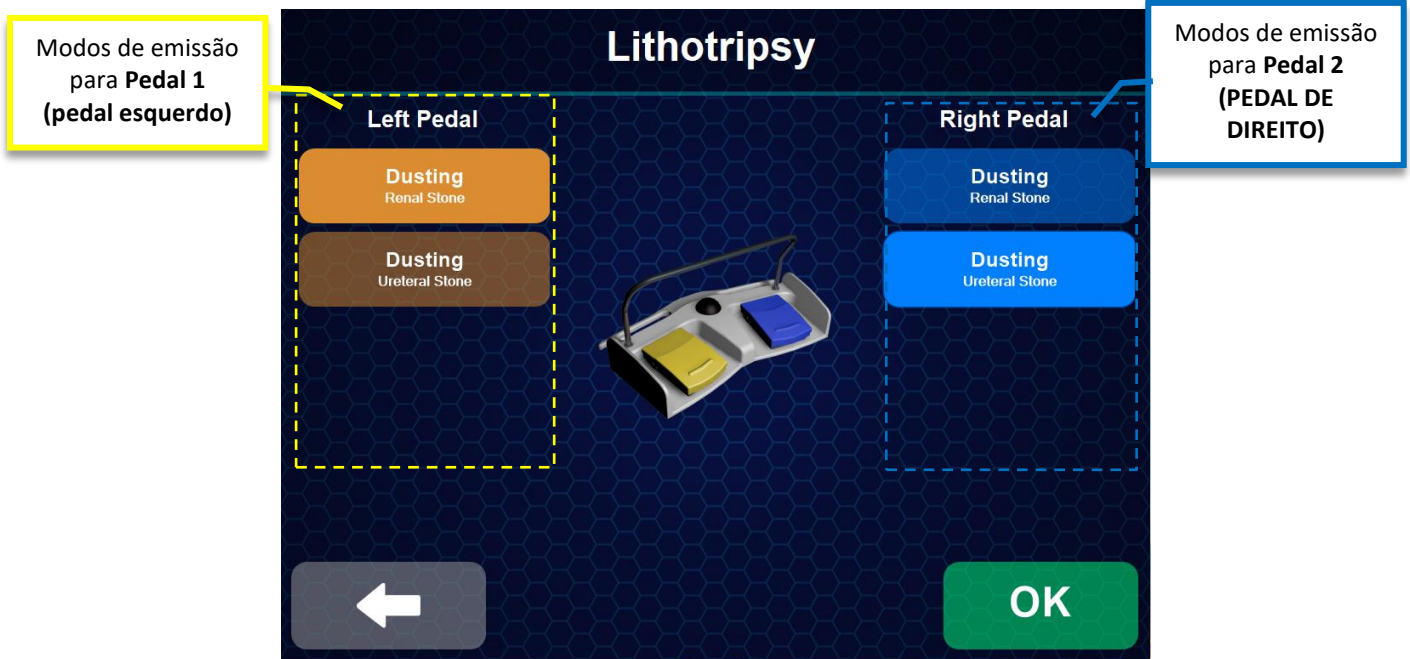 Modos de emissão
para Pedal 1
(pedal esquerdo)
Lithotripsy
Modos de emissão
para Pedal 2
(PEDAL DE
DIREITO)
Left Pedal
Dusting
Renal Stone
Dusting
Ureteral Stone
Right Pedal
Dusting
Renal Stone
Dusting
Ureteral Stone
OK